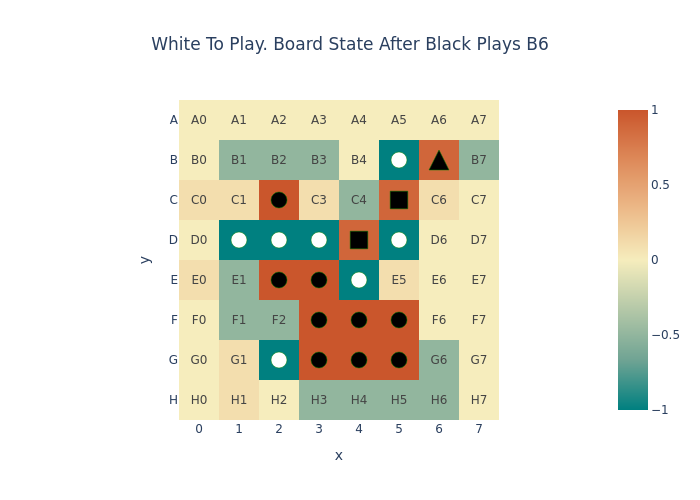 White To Play. Board State After Black Plays B6
A A0 A1 A2 A3 A4 A5 A6 A7
B B0 B1 B2 B3 B4 B7
C C0 C1 C3 C4 C6 C7
D D0 D6 D7
E E0 E1 E5 E6 E7
F F0 F1 F2 F6 F7
G G0 G1 G6 G7
H H0 H1 H2 H3 H4 H5 H6 H7
0 1 2 3 4 5 6 7
x
y
1
0.5
0
−0.5
−1